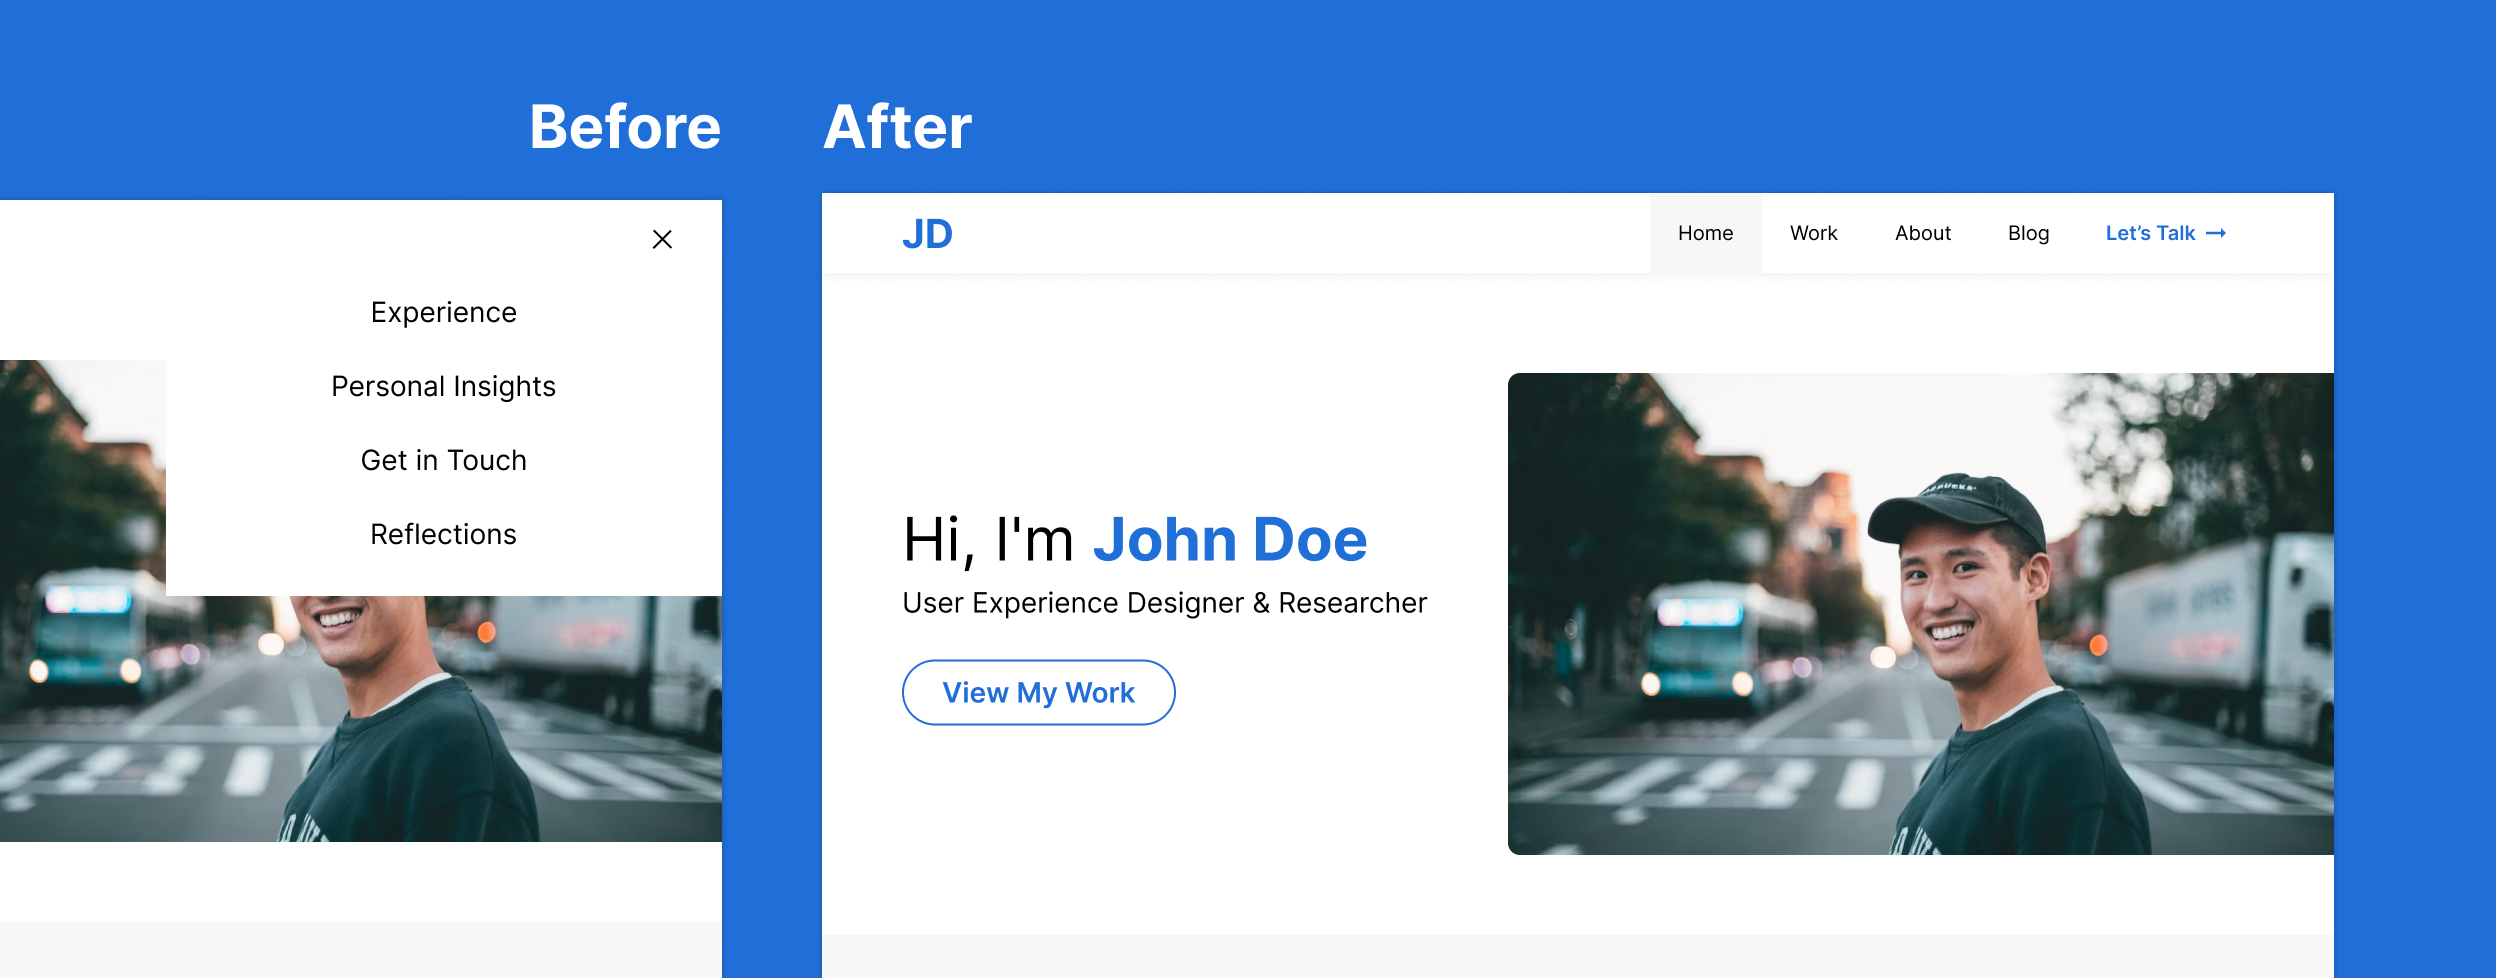 Before
After
Experience
Personal Insights
Get in Touch
Reflections
JD
Home
Work
About
Blog
Let's Talk →
Hi, I'm John Doe
User Experience Designer & Researcher
View My Work